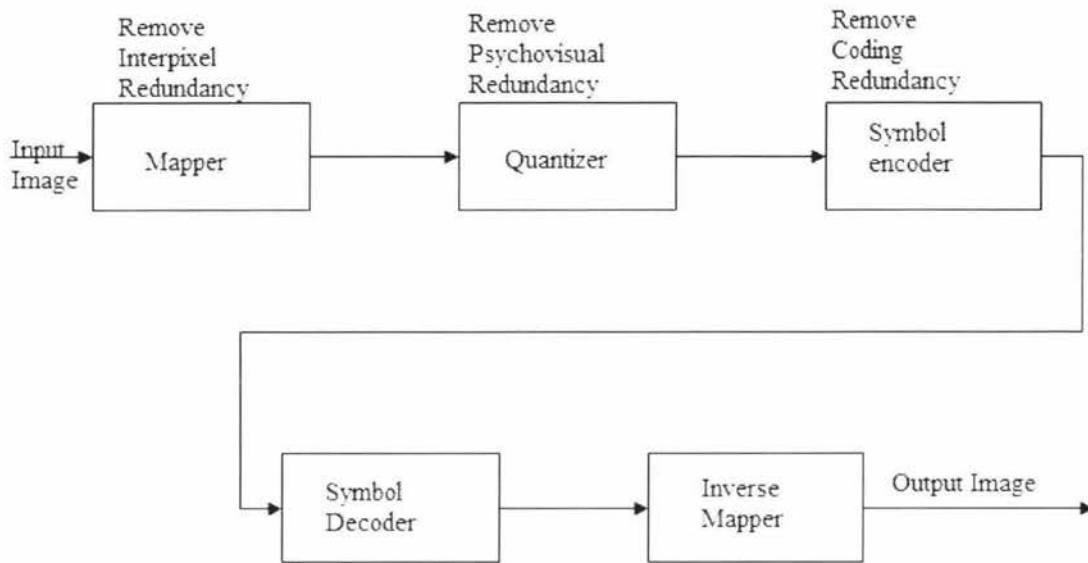 Remove
Interpixel
Redundancy
Remove
Psychovisual
Redundancy
Remove
Coding
Redundancy
Input
Image
Mapper
Quantizer
Symbol
encoder
Symbol
Decoder
Inverse
Mapper
Output Image